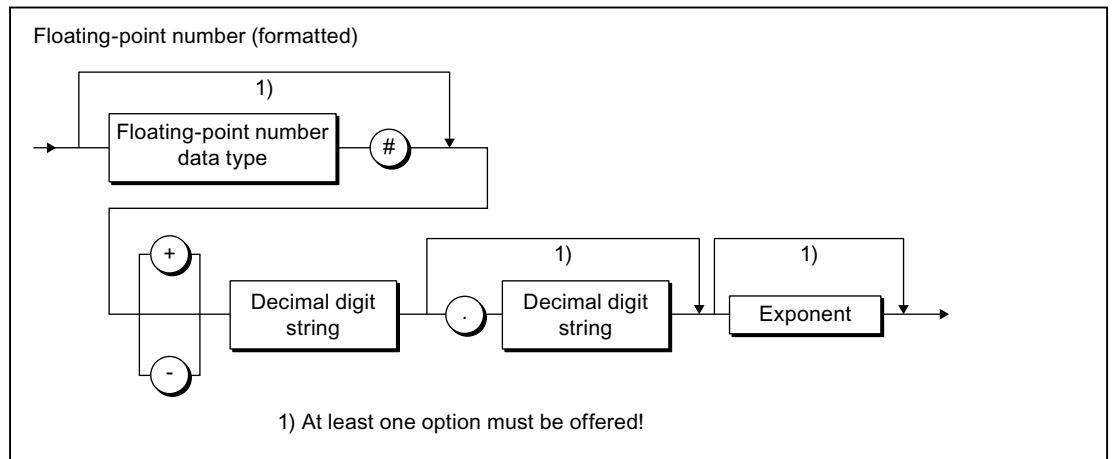 Floating-point number (formatted)
1)
Floating-point number
data type
#
+
1)
1)
Decimal digit
string
.
Decimal digit
string
Exponent
-
1) At least one option must be offered!